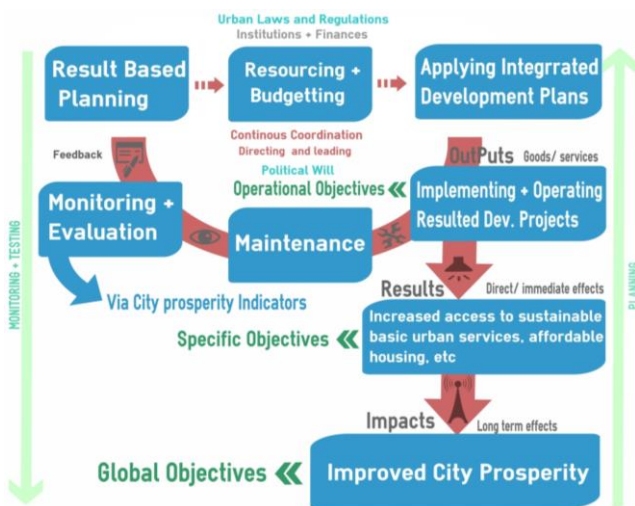 Urban Laws and Regulations
Institutions + Finances
Result Based
Planning
Resourcing +
Budgetting
Applying Integrrated
Development Plans
Continous Coordination
Directing and leading
Political Will
Feedback
OutPuts
Goods/ services
Operational Objectives
Monitoring +
Evaluation
Maintenance
Implementing + Operating
Resulted Dev. Projects
Via City prosperity Indicators
Results
Direct/ immediate effects
Specific Objectives
Increased access to sustainable
basic urban services, affordable
housing, etc
Impacts
Long term effects
Global Objectives
Improved City Prosperity
MONITORING + TESTING
PLANNING